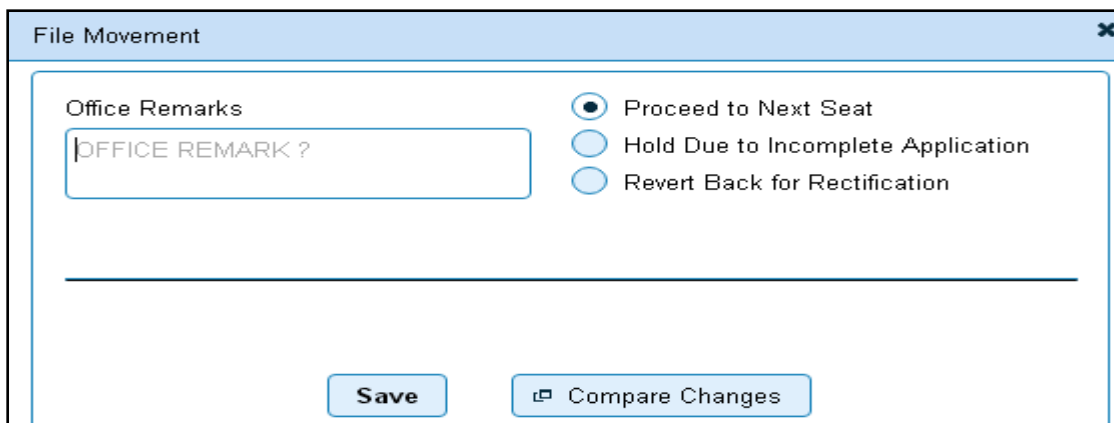 File Movement
Office Remarks
OFFICE REMARK ?
Proceed to Next Seat
Hold Due to Incomplete Application
Revert Back for Rectification
Save
Compare Changes